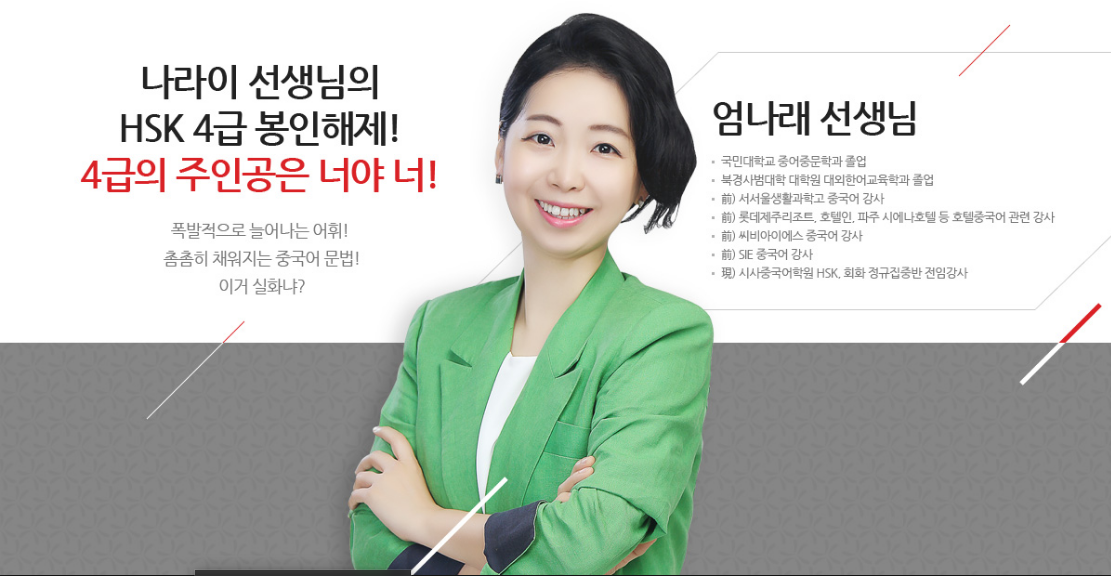 나라이 선생님의
HSK 4급 봉인해제!
4급의 주인공은 너야 너!
폭발적으로 늘어나는 어휘!
촘촘히 채워지는 중국어 문법!
이거 실화냐?
엄나래 선생님
국민대학교 중어중문학과 졸업
북경사범대학 대학원 대외한어교육학과 졸업
前) 서서울생활과학고 중국어 강사
前) 롯데제주리조트, 호텔인, 파주 시에나호텔 등 호텔중국어 관련 강사
前) 씨비아이에스 중국어 강사
前) SIE 중국어 강사
現) 시사중국어학원 HSK, 회화 정규집중반 전임강사